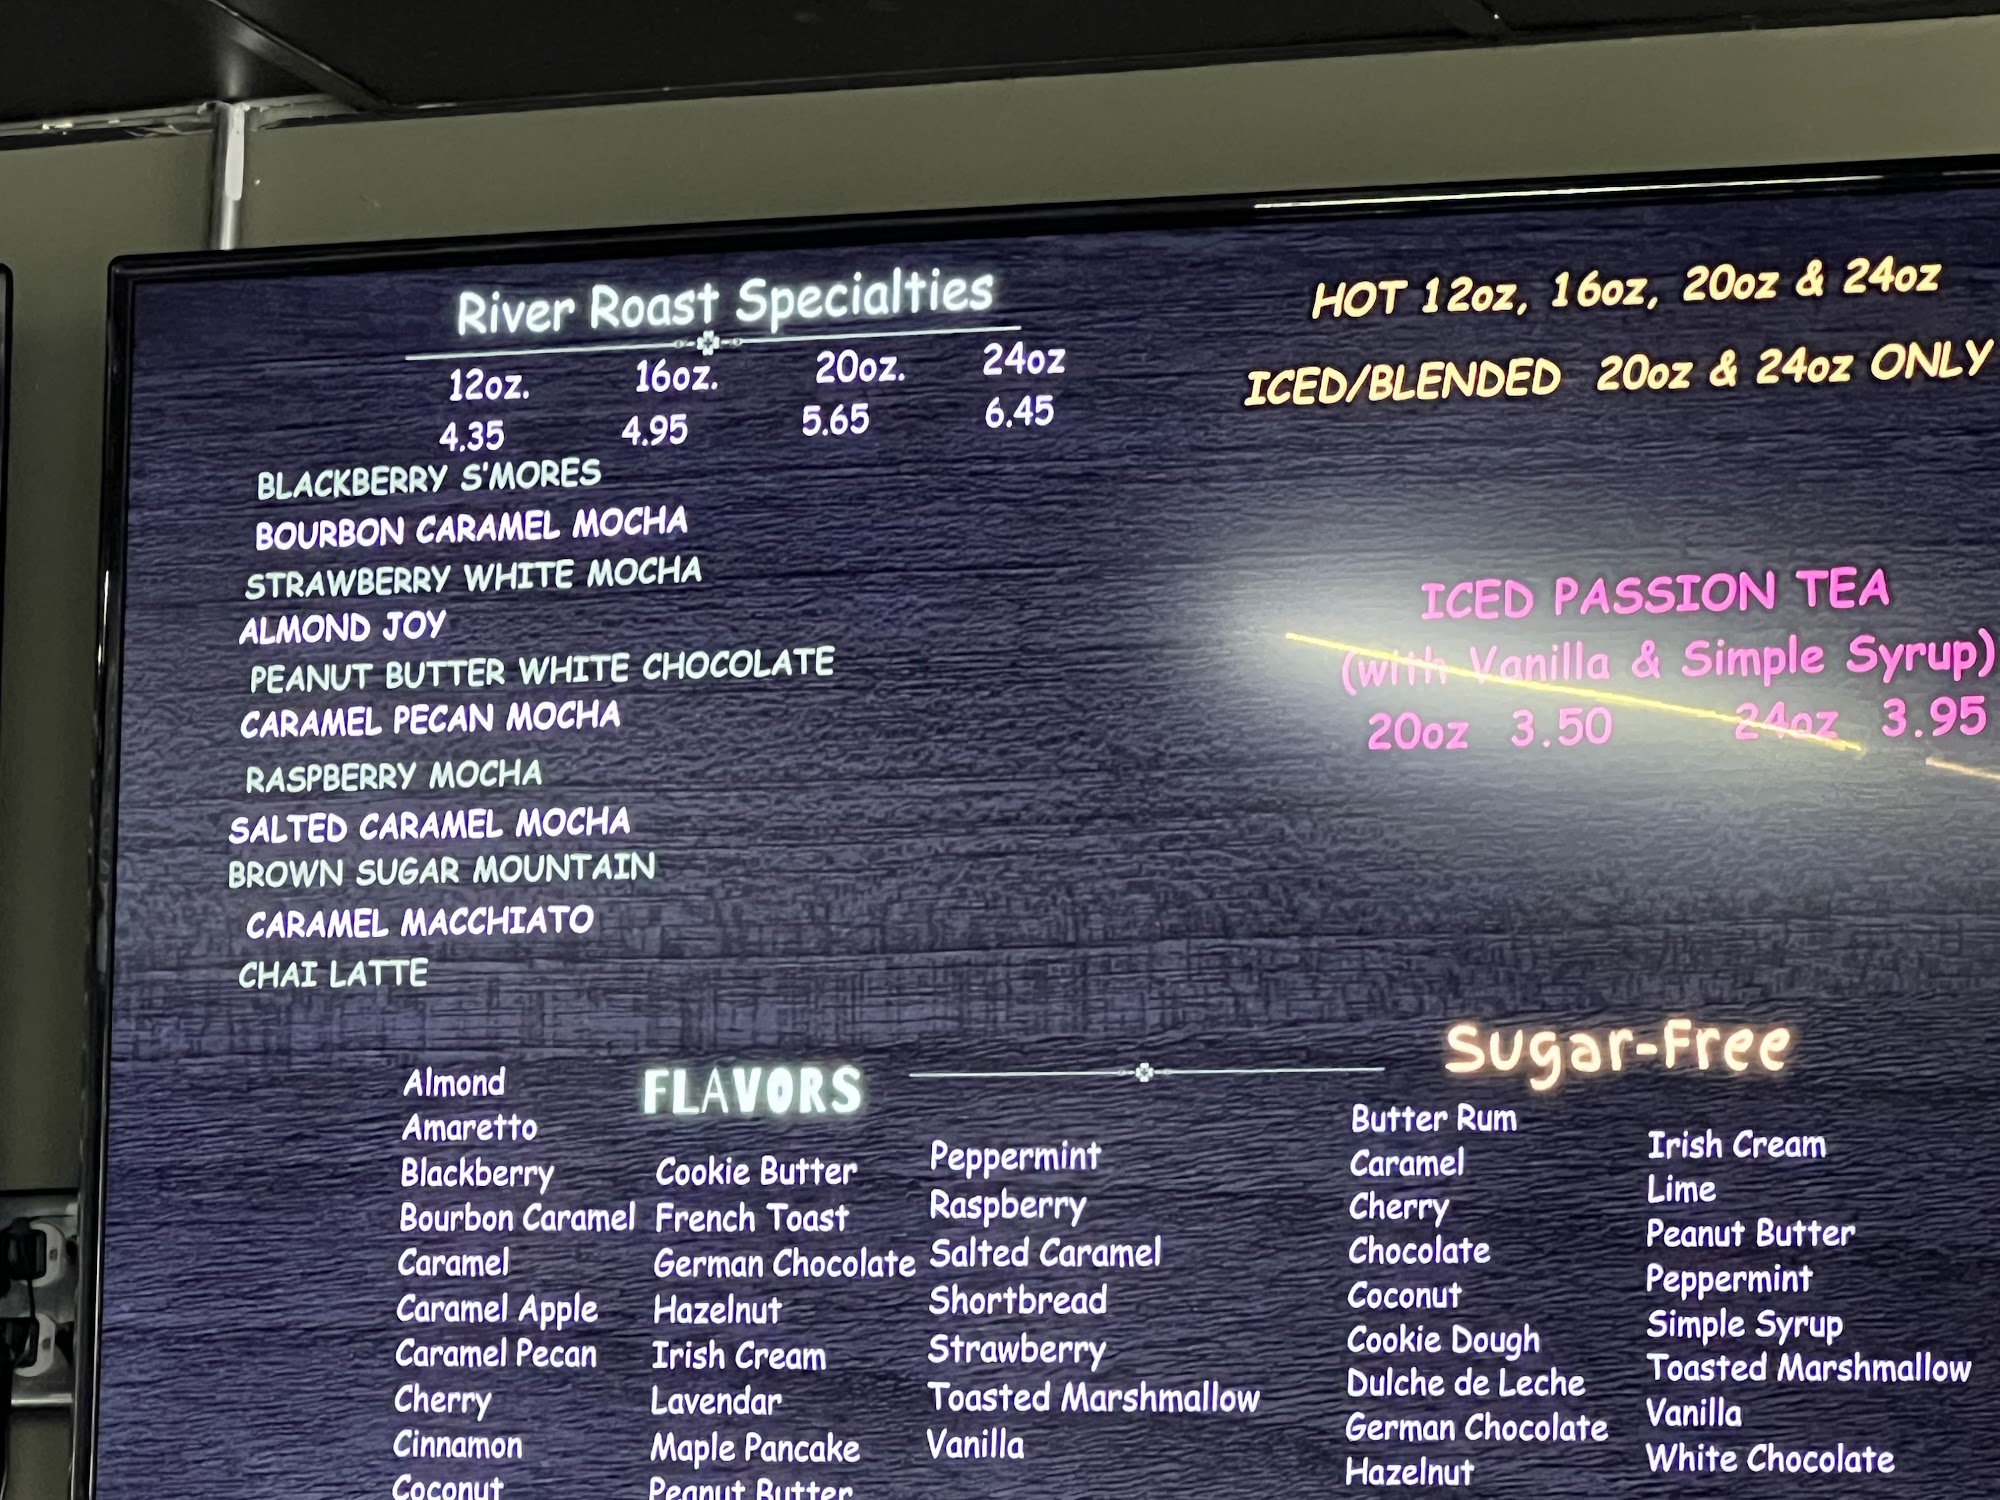 River Roast Specialties
12oz. 16oz. 20oz. 24oz
4.35 4.95 5.65 6.45
BLACKBERRY S'MORES
BOURBON CARAMEL MOCHA
STRAWBERRY WHITE MOCHA
ALMOND JOY
PEANUT BUTTER WHITE CHOCOLATE
CARAMEL PECAN MOCHA
RASPBERRY MOCHA
SALTED CARAMEL MOCHA
BROWN SUGAR MOUNTAIN
CARAMEL MACCHIATO
CHAI LATTE
HOT 12oz, 16oz, 20oz & 24oz
ICED/BLENDED 20oz & 24oz ONLY
ICED PASSION TEA
(with Vanilla & Simple Syrup)
20oz 3.50 24oz 3.95
FLAVORS
Almond
Amaretto
Blackberry
Bourbon Caramel
Caramel
Caramel Apple
Caramel Pecan
Cherry
Cinnamon
Coconut
Cookie Butter
French Toast
German Chocolate
Hazelnut
Irish Cream
Lavendar
Maple Pancake
Peanut Butter
Peppermint
Raspberry
Salted Caramel
Shortbread
Strawberry
Toasted Marshmallow
Vanilla
Sugar-Free
Butter Rum
Caramel
Cherry
Chocolate
Coconut
Cookie Dough
Dulche de Leche
German Chocolate
Hazelnut
Irish Cream
Lime
Peanut Butter
Peppermint
Simple Syrup
Toasted Marshmallow
Vanilla
White Chocolate